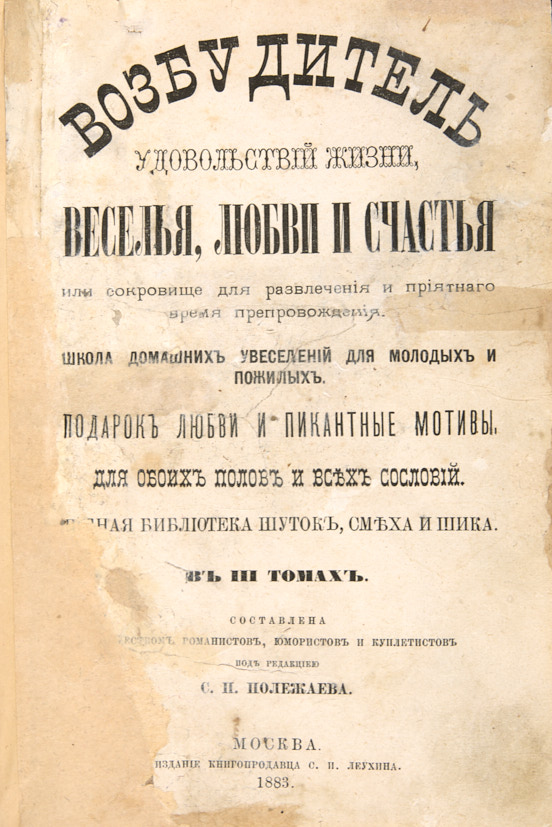 ВОЗБУДИТЕЛЬ
УДОВОЛЬСТВІЙ ЖИЗНИ,
ВЕСЕЛЬЯ, ЛЮБВИ И СЧАСТЬЯ
или сокровище для развлеченія и пріятнаго
время препровожденія.
ШКОЛА ДОМАШНИХЪ УВЕСЕЛЕНІЙ ДЛЯ МОЛОДЫХЪ И
ПОЖИЛЫХЪ.
ПОДАРОКЪ ЛЮБВИ И ПИКАНТНЫЕ МОТИВЫ,
ДЛЯ ОБОИХЪ ПОЛОВЪ И ВСѢХЪ СОСЛОВІЙ.
БИБЛІОТЕКА ШУТОКЪ, СМѢХА И ШИКА.
ВЪ III ТОМАХЪ.
СОСТАВЛЕНА
РОМАНИСТОВЪ, ЮМОРИСТОВЪ И КУПЛЕТИСТОВЪ
ПОДЪ РЕДАКЦІЕЮ
С. П. ПОЛЕЖАЕВА.
МОСКВА.
ИЗДАНІЕ КНИГОПРОДАВЦА С. И. ЛЕУХИНА.
1883.